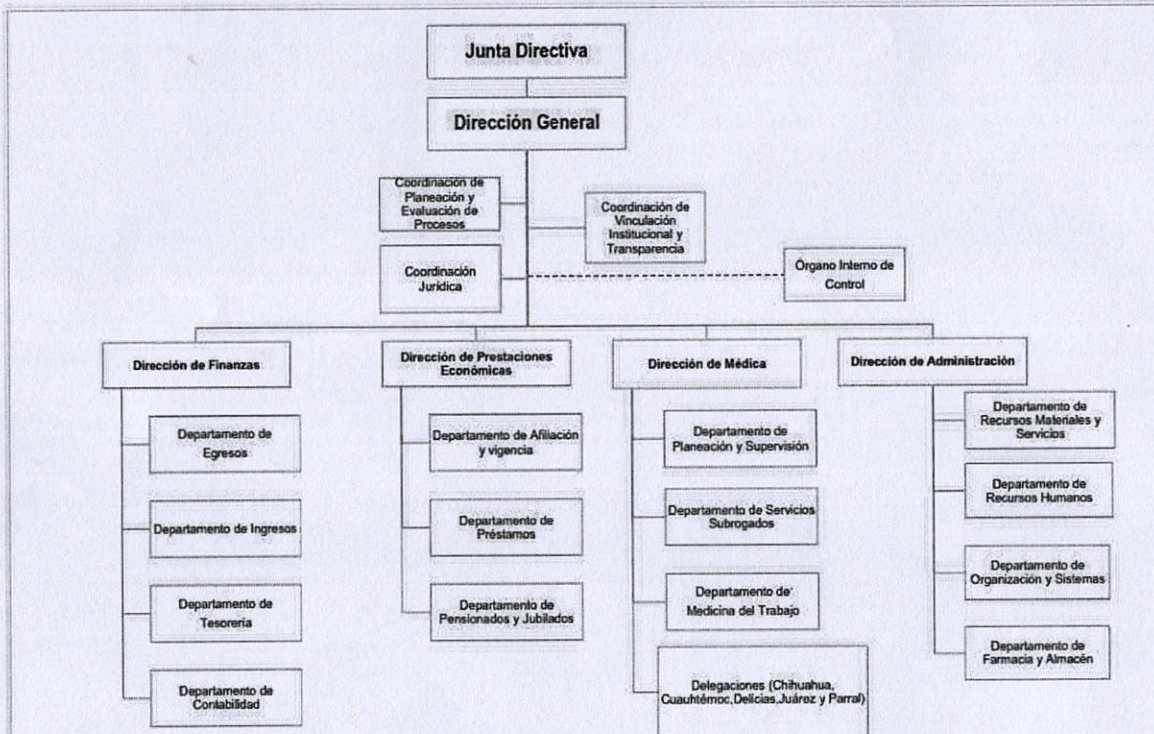 Junta Directiva
Dirección General
Coordinación de
Planeación y
Evaluación de
Procesos
Coordinación de
Vinculación
Institucional y
Transparencia
Coordinación
Jurídica
Órgano Interno de
Control
Dirección de Finanzas
Departamento de
Egresos
Departamento de Ingresos
Departamento de
Tesorería
Departamento de
Contabilidad
Dirección de Prestaciones
Económicas
Departamento de Afiliación
y vigencia
Departamento de
Préstamos
Departamento de
Pensionados y Jubilados
Dirección de Médica
Departamento de
Planeación y Supervisión
Departamento de Servicios
Subrogados
Departamento de
Medicina del Trabajo
Delegaciones (Chihuahua,
Cuauhtémoc,Delicias,Juárez y Parral)
Dirección de Administración
Departamento de
Recursos Materiales y
Servicios
Departamento de
Recursos Humanos
Departamento de
Organización y Sistemas
Departamento de
Farmacia y Almacén